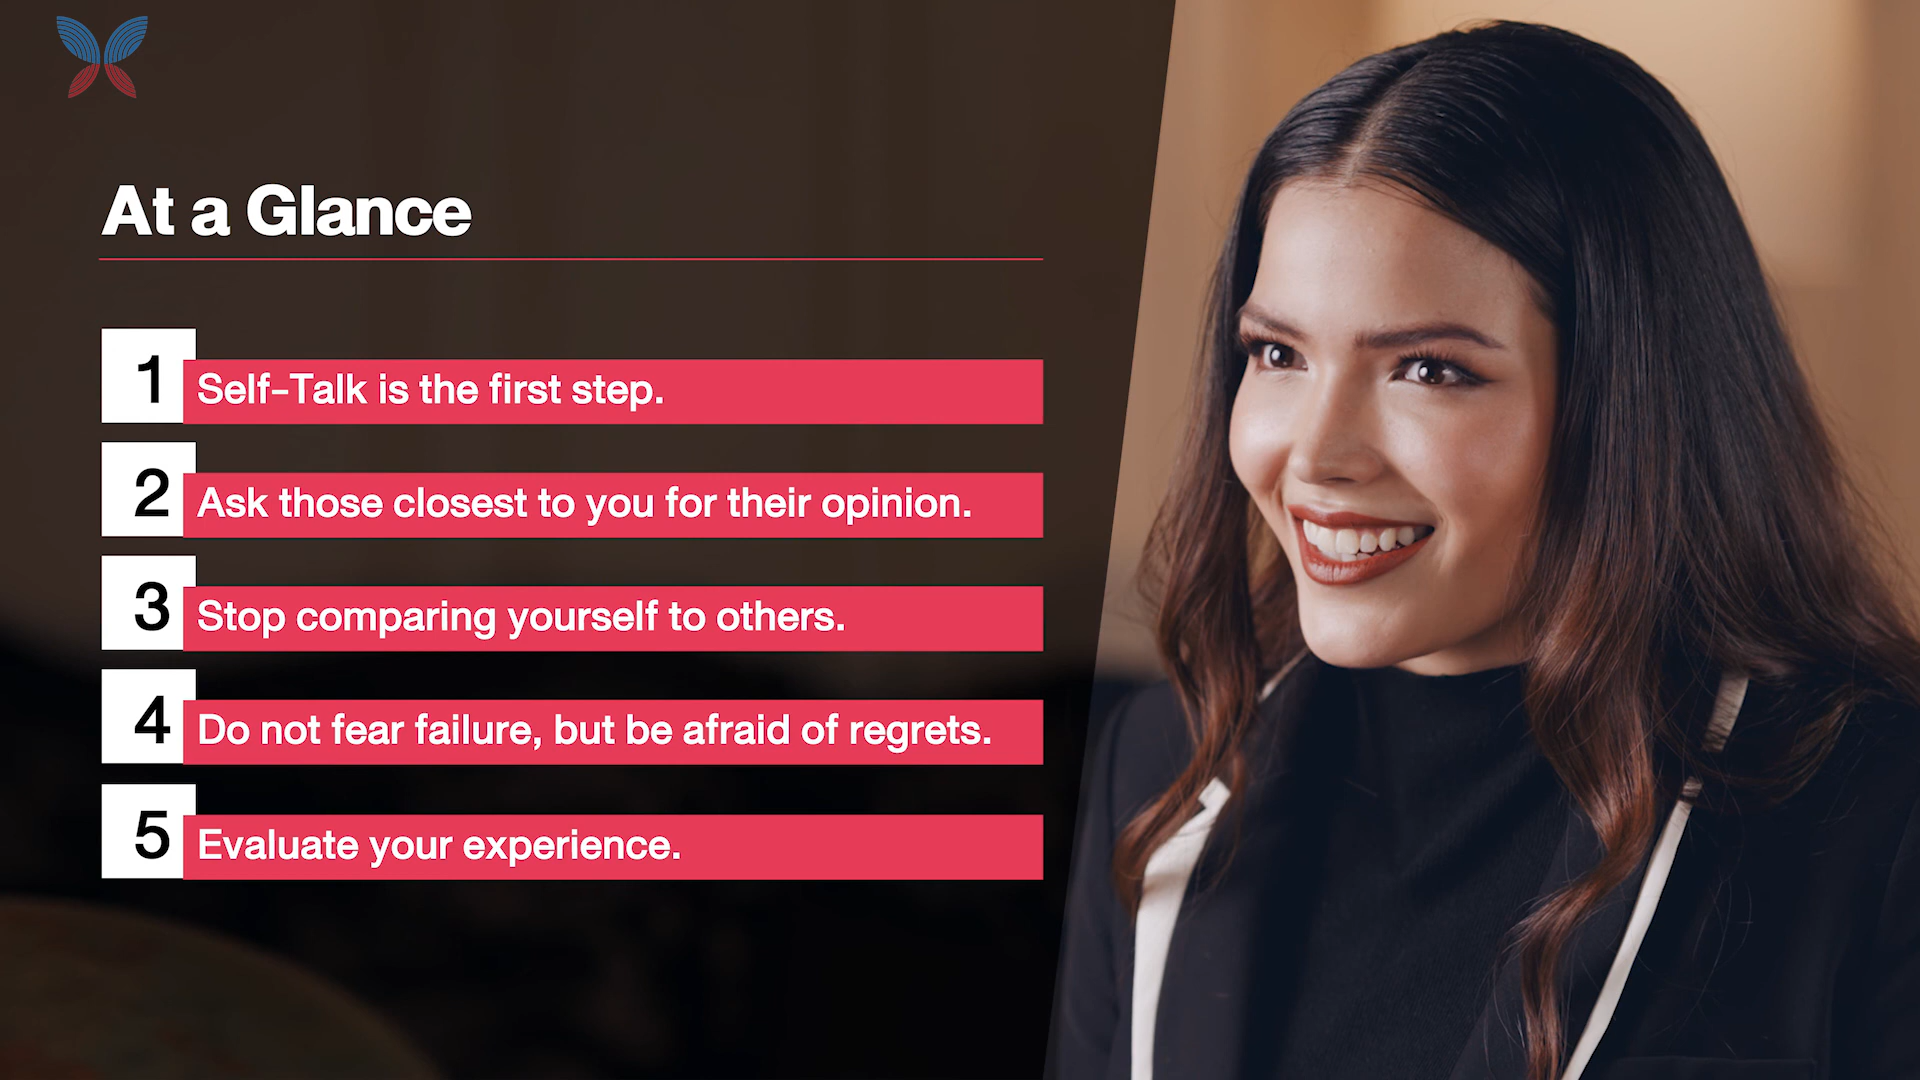 At a Glance
1 Self-Talk is the first step.
2 Ask those closest to you for their opinion.
3 Stop comparing yourself to others.
4 Do not fear failure, but be afraid of regrets.
5 Evaluate your experience.